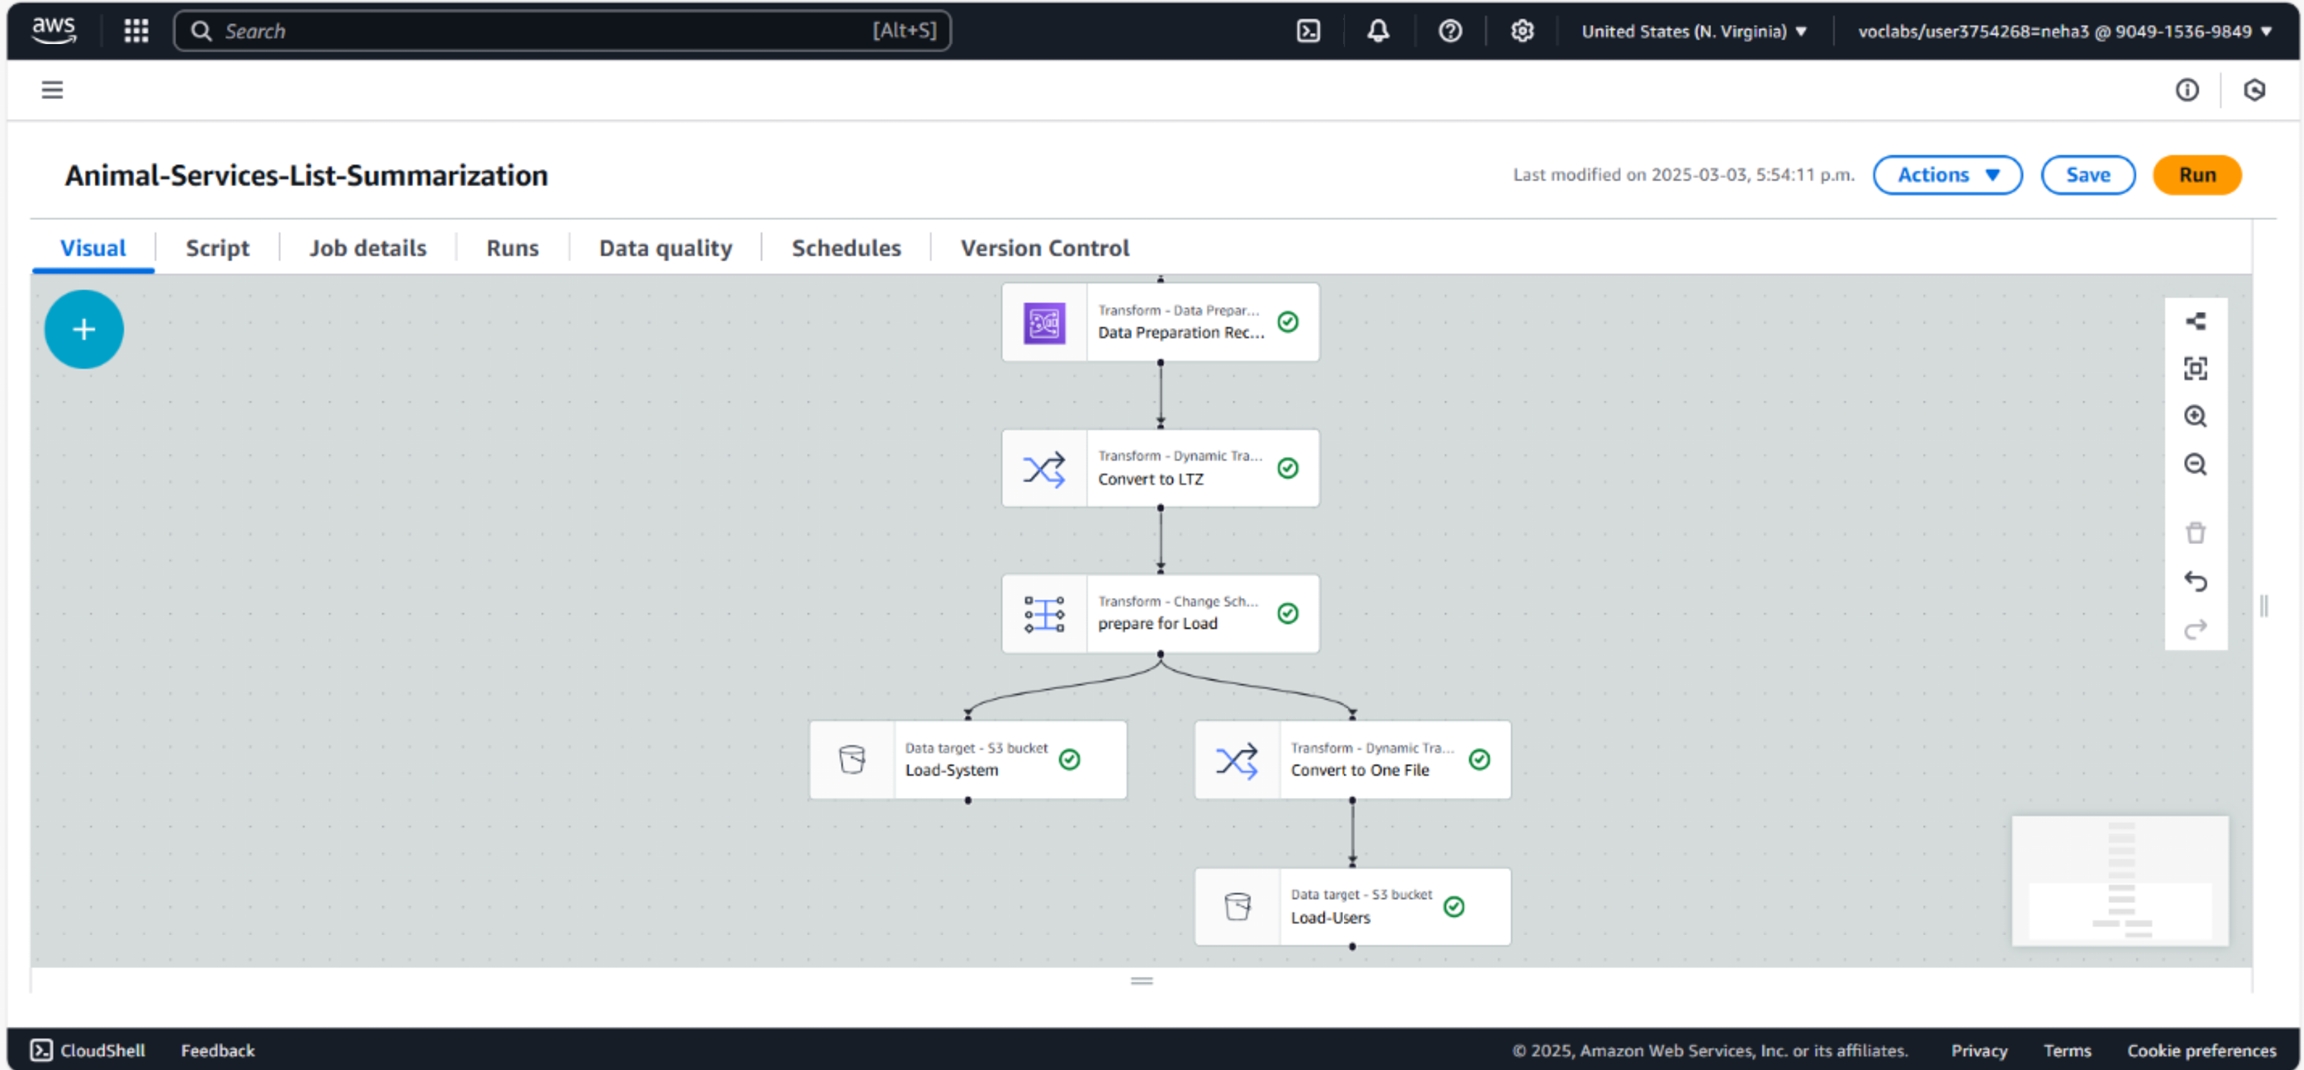 aws
Search [Alt+S]
United States (N. Virginia) ▼
voclabs/user3754268=neha3 @ 9049-1536-9849 ▼
Animal-Services-List-Summarization
Last modified on 2025-03-03, 5:54:11 p.m.
Actions ▼
Save
Run
Visual
Script
Job details
Runs
Data quality
Schedules
Version Control
Transform - Data Prepar...
Data Preparation Rec...
Transform - Dynamic Tra...
Convert to LTZ
Transform - Change Sch...
prepare for Load
Data target - S3 bucket
Load-System
Transform - Dynamic Tra...
Convert to One File
Data target - S3 bucket
Load-Users
CloudShell
Feedback
© 2025, Amazon Web Services, Inc. or its affiliates.
Privacy
Terms
Cookie preferences